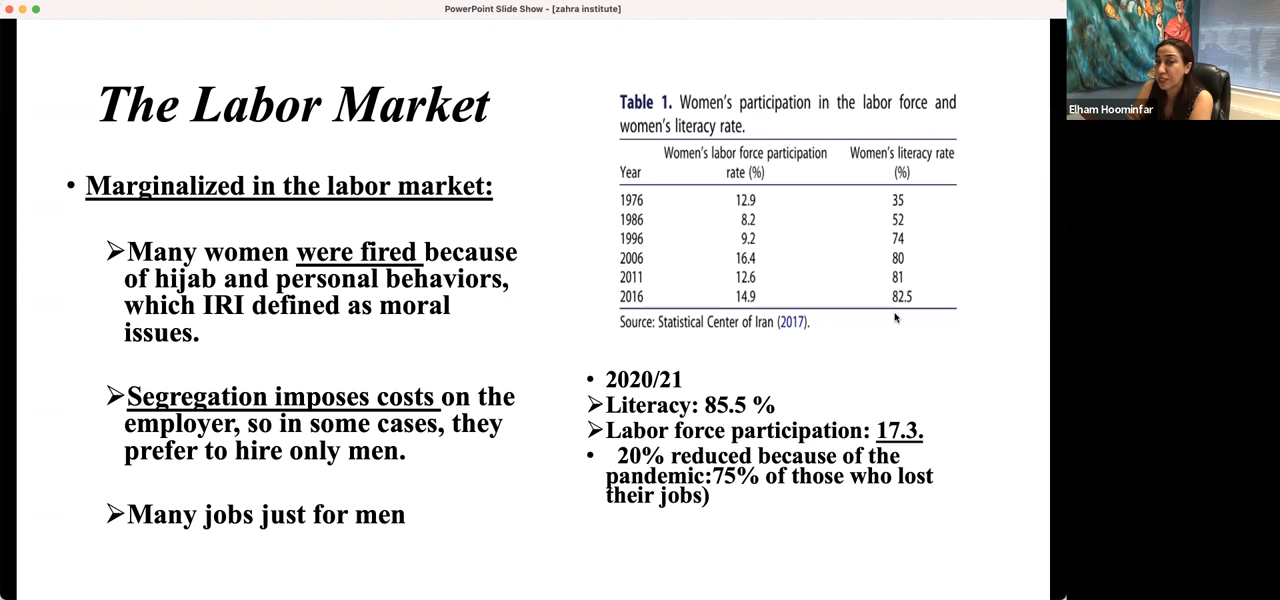 PowerPoint Slide Show - [zahra institute]
The Labor Market
• Marginalized in the labor market:
➢Many women were fired because
of hijab and personal behaviors,
which IRI defined as moral
issues.
➢Segregation imposes costs on the
employer, so in some cases, they
prefer to hire only men.
➢Many jobs just for men
Table 1. Women's participation in the labor force and
women's literacy rate.
Women's labor force participation Women's literacy rate
Year rate (%) (%)
1976 12.9 35
1986 8.2 52
1996 9.2 74
2006 16.4 80
2011 12.6 81
2016 14.9 82.5
Source: Statistical Center of Iran (2017).
• 2020/21
➢Literacy: 85.5 %
➢Labor force participation: 17.3.
• 20% reduced because of the
pandemic:75% of those who lost
their jobs)
Elham Hoominfar